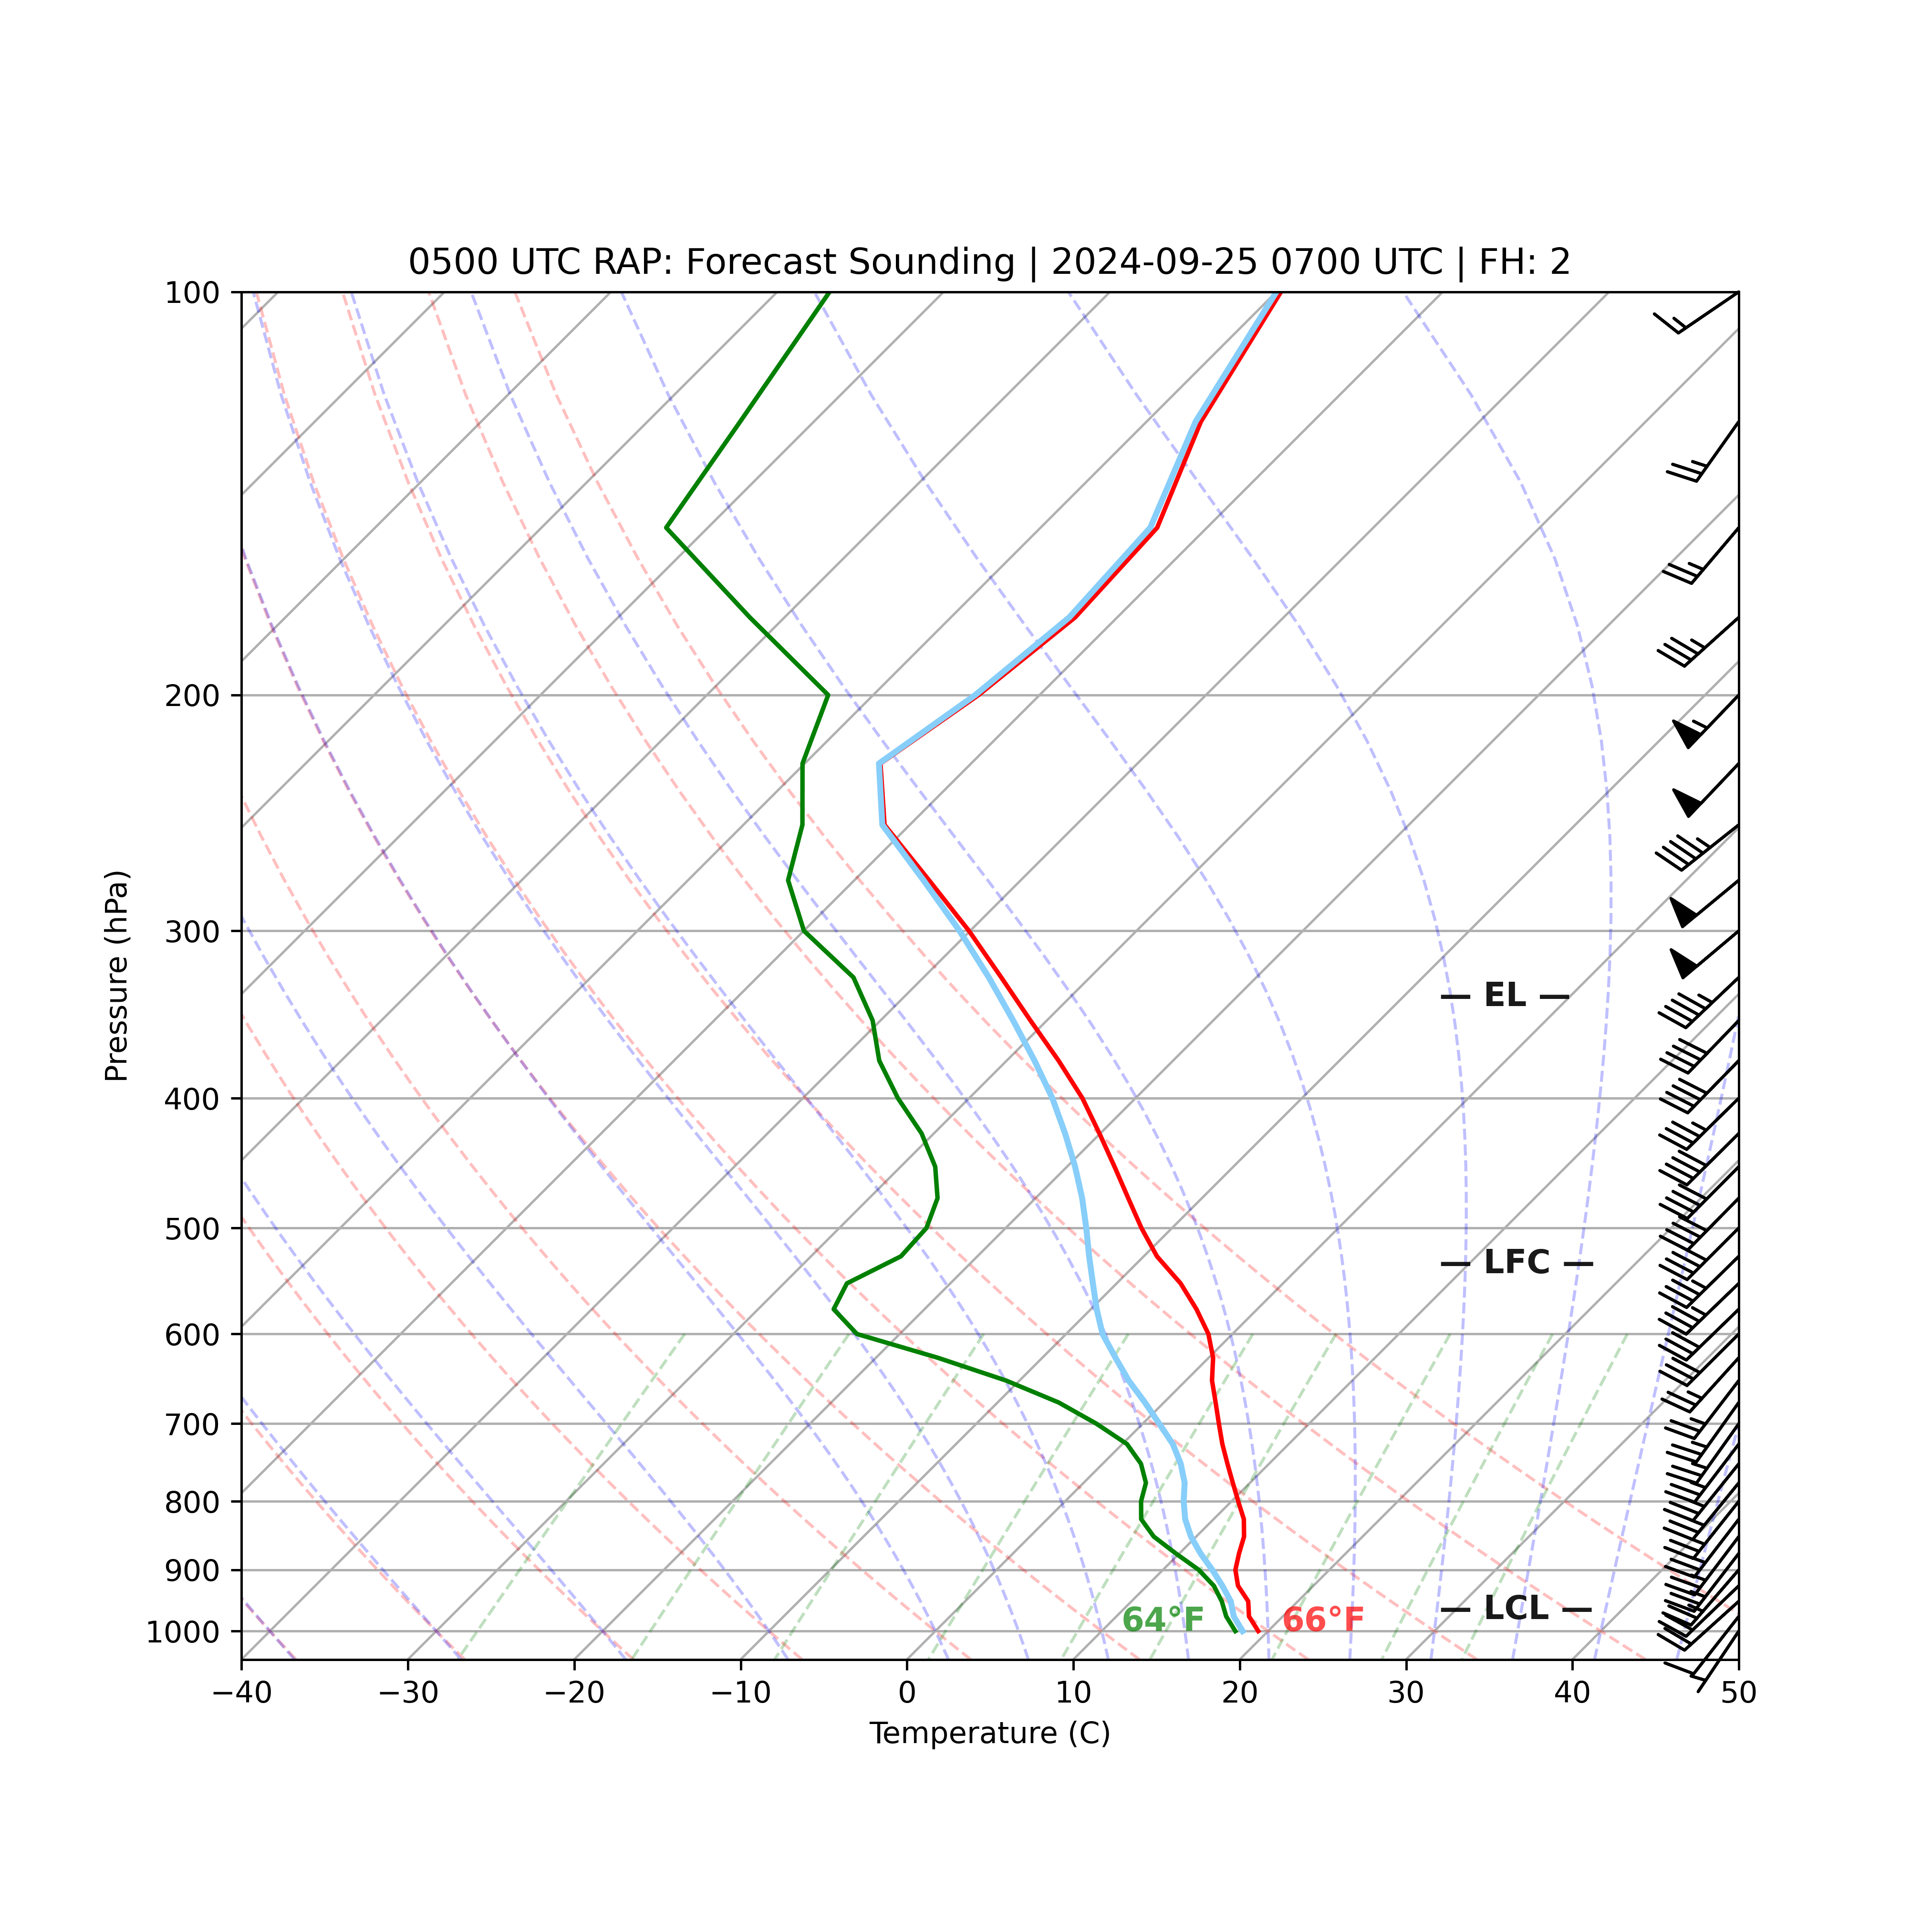 0500 UTC RAP: Forecast Sounding | 2024-09-25 0700 UTC | FH: 2
100
200
300
400
500
600
700
800
900
1000
Pressure (hPa)
— EL —
— LFC —
— LCL —
64°F 66°F
−40 −30 −20 −10 0 10 20 30 40 50
Temperature (C)